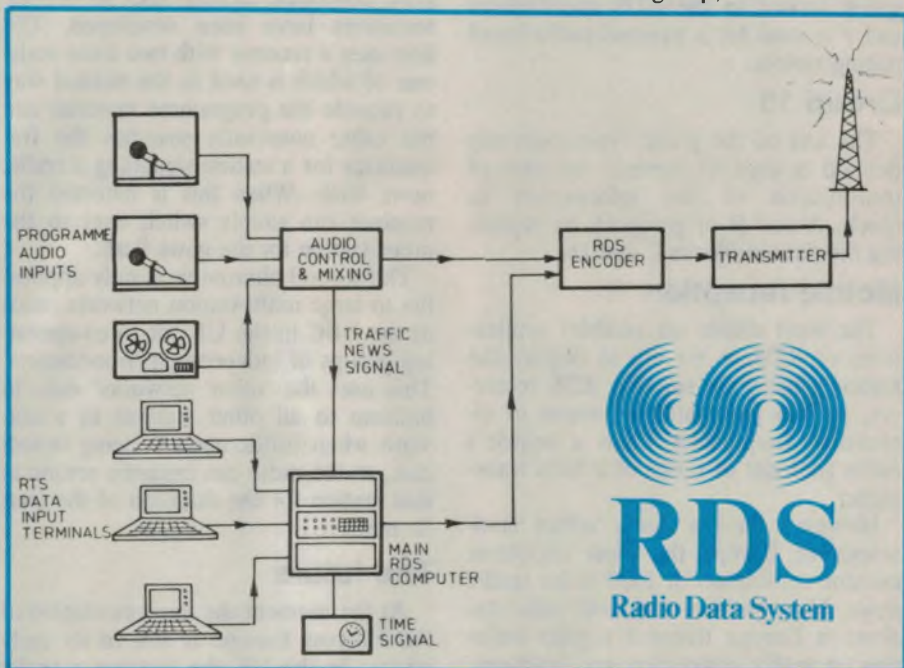 PROGRAMME
AUDIO
INPUTS
AUDIO
CONTROL
& MIXING
RDS
ENCODER
TRANSMITTER
TRAFFIC
NEWS
SIGNAL
RTS
DATA
INPUT
TERMINALS
MAIN
RDS
COMPUTER
TIME
SIGNAL
RDS
Radio Data System